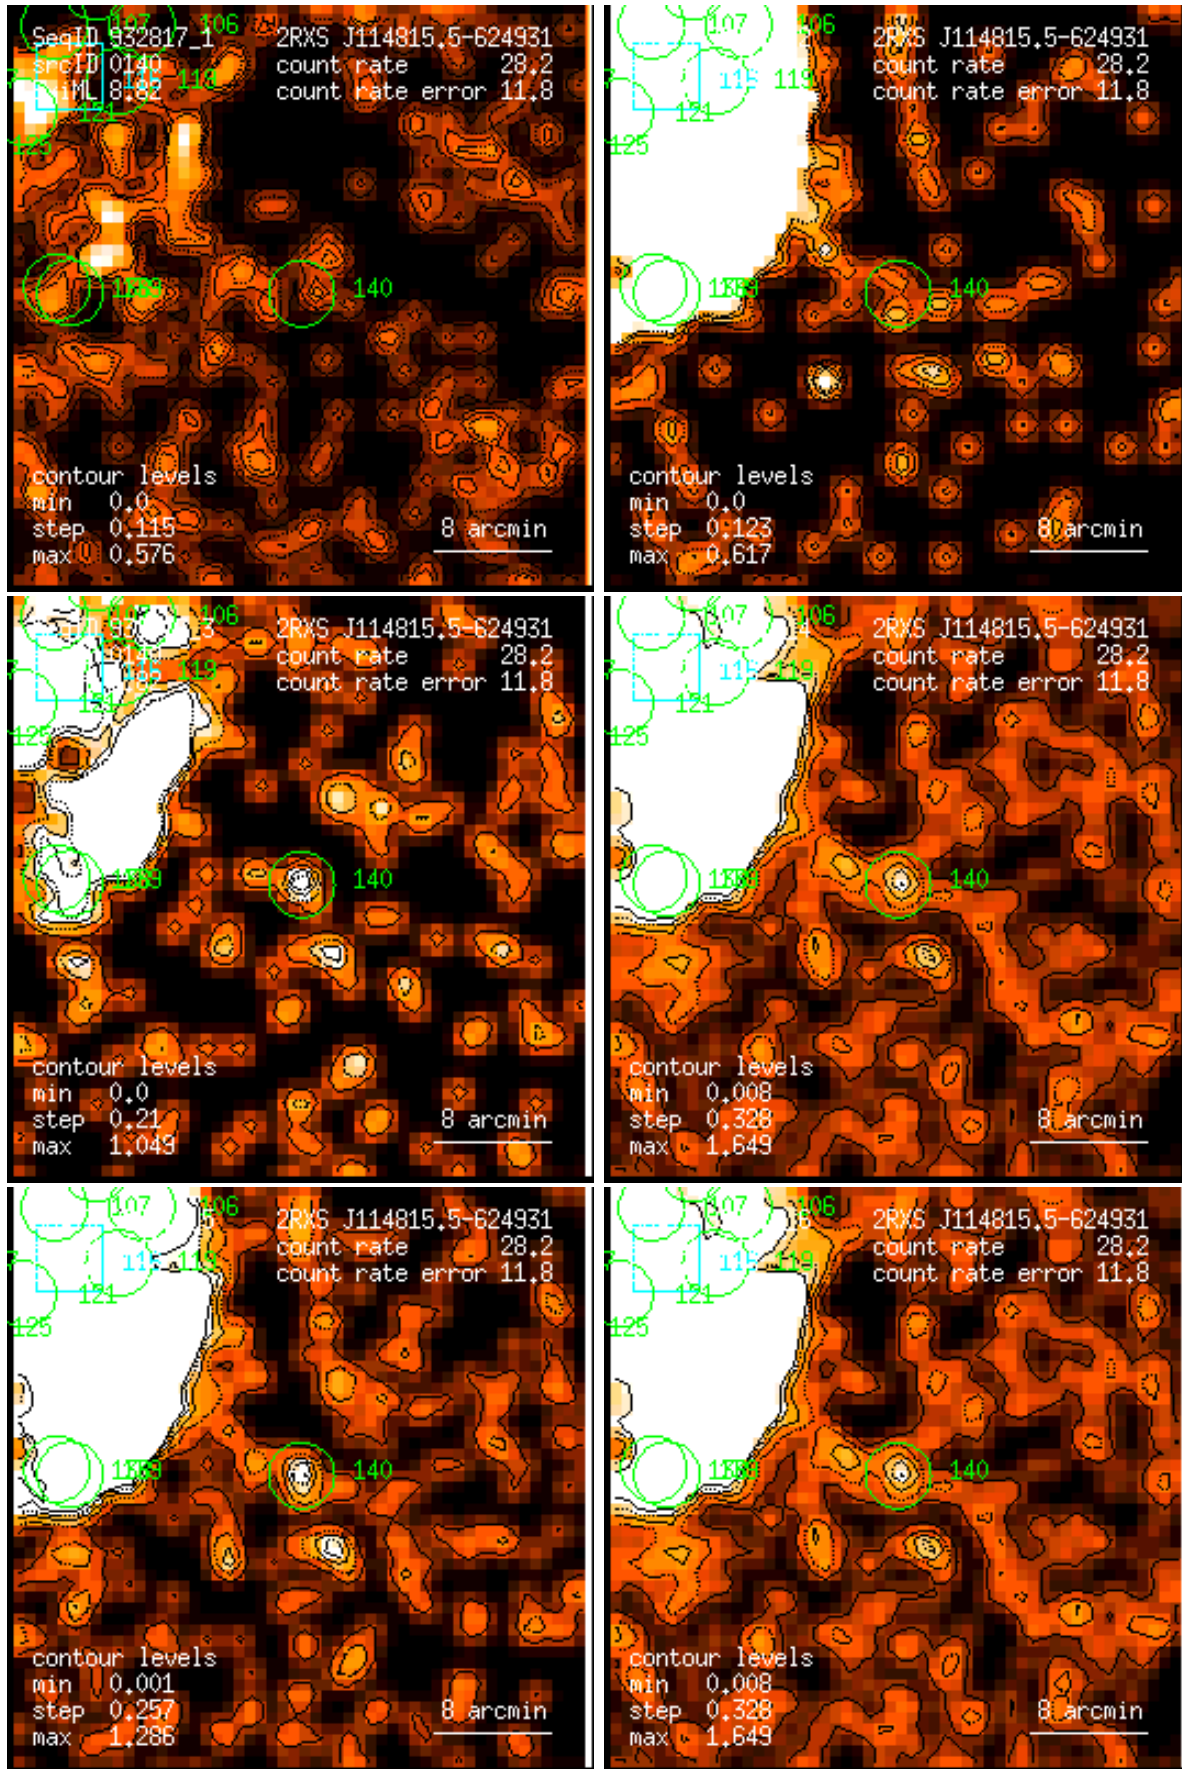 107 106
SeqID 932817_1 2RXS J114815.5-624931
srcID 0140 119 count rate 28.2
8.82 count rate error 11.8
121
125
140
contour levels
min 0.0
step 0.115 8 arcmin
max 0.576
107 106
2RXS J114815.5-624931
116 119 count rate 28.2
count rate error 11.8
121
125
140
contour levels
min 0.0
step 0.123 8 arcmin
max 0.617
107 106
2RXS J114815.5-624931
119 count rate 28.2
count rate error 11.8
121
125
140
contour levels
min 0.0
step 0.21 8 arcmin
max 1.049
107 106
2RXS J114815.5-624931
116 119 count rate 28.2
count rate error 11.8
121
125
140
contour levels
min 0.008
step 0.328 8 arcmin
max 1.649
107 106
2RXS J114815.5-624931
116 119 count rate 28.2
count rate error 11.8
121
125
140
contour levels
min 0.001
step 0.257 8 arcmin
max 1.286
107 106
2RXS J114815.5-624931
116 119 count rate 28.2
count rate error 11.8
121
125
140
contour levels
min 0.008
step 0.328 8 arcmin
max 1.649